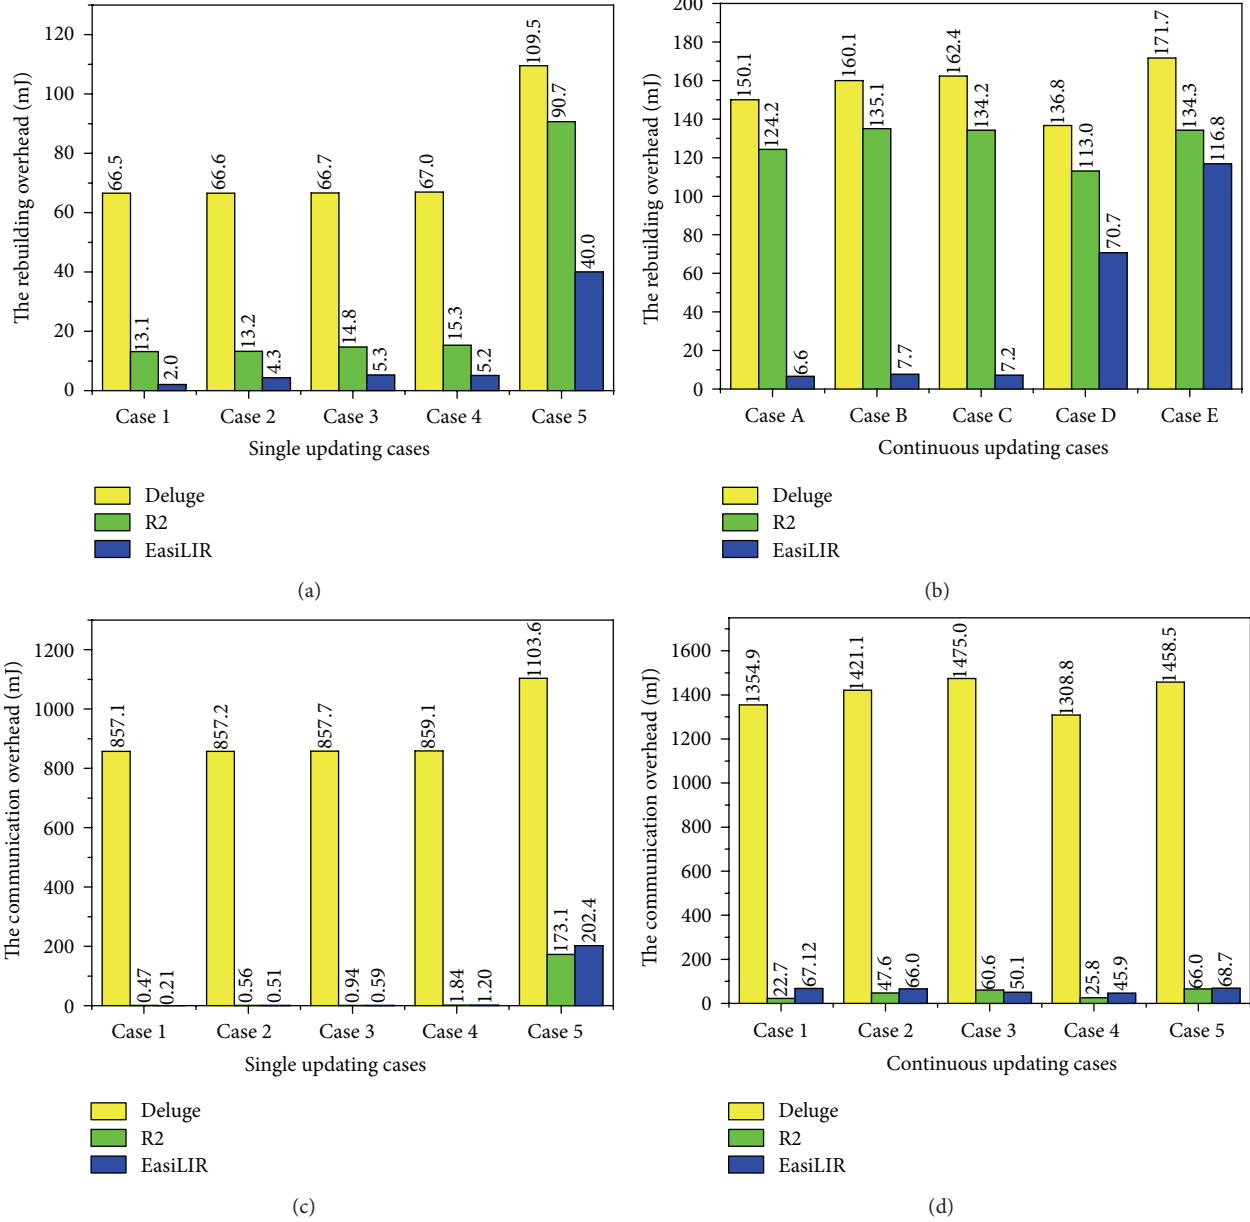 The rebuilding overhead (mJ)
120
100
80
60
40
20
0
66.5
13.1
2.0
66.6
13.2
4.3
66.7
14.8
5.3
67.0
15.3
5.2
109.5
90.7
40.0
Case 1
Case 2
Case 3
Case 4
Case 5
Single updating cases
Deluge
R2
EasiLIR
(a)
The rebuilding overhead (mJ)
200
180
160
140
120
100
80
60
40
20
0
150.1
124.2
6.6
160.1
135.1
7.7
162.4
134.2
7.2
136.8
113.0
70.7
171.7
134.3
116.8
Case A
Case B
Case C
Case D
Case E
Continuous updating cases
Deluge
R2
EasiLIR
(b)
The communication overhead (mJ)
1200
1000
800
600
400
200
0
857.1
0.47
0.21
857.2
0.56
0.51
857.7
0.94
0.59
859.1
1.84
1.20
1103.6
173.1
202.4
Case 1
Case 2
Case 3
Case 4
Case 5
Single updating cases
Deluge
R2
EasiLIR
(c)
The communication overhead (mJ)
1600
1400
1200
1000
800
600
400
200
0
1354.9
22.7
67.12
1421.1
47.6
66.0
1475.0
60.6
50.1
1308.8
25.8
45.9
1458.5
66.0
68.7
Case 1
Case 2
Case 3
Case 4
Case 5
Continuous updating cases
Deluge
R2
EasiLIR
(d)